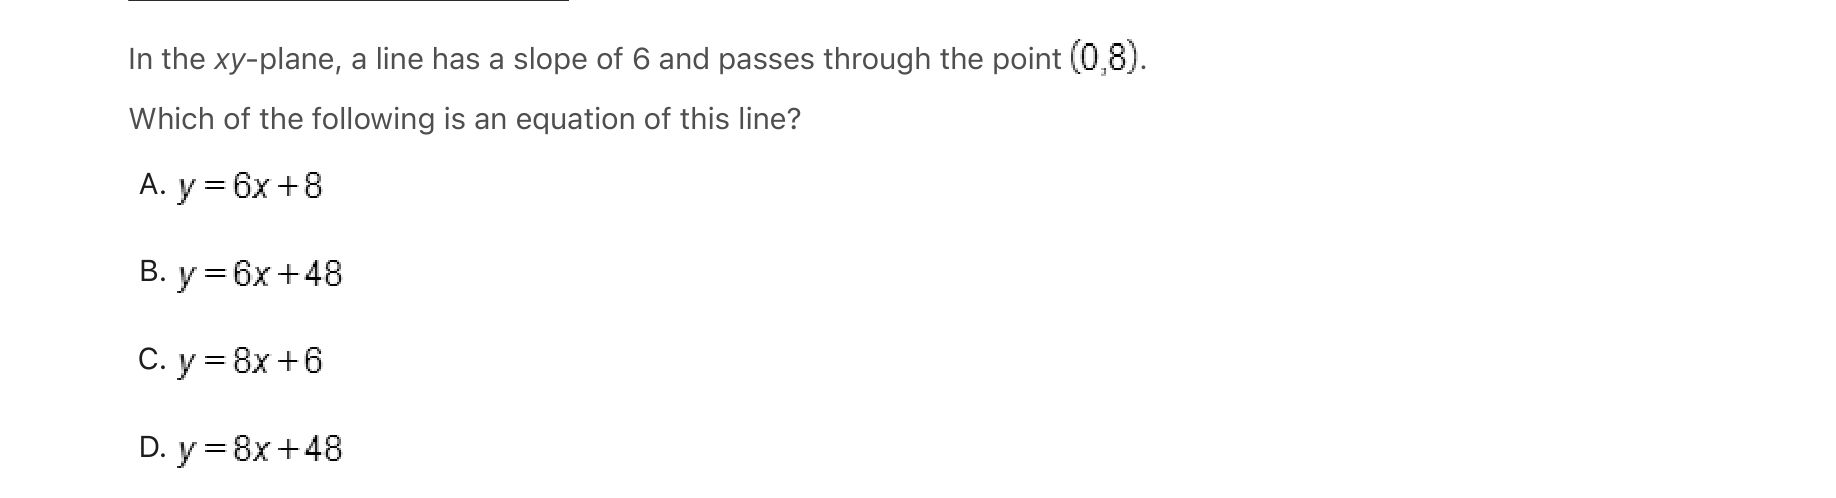 In the xy-plane, a line has a slope of 6 and passes through the point (0,8).
Which of the following is an equation of this line?
A. y = 6x + 8
B. y = 6x + 48
C. y = 8x + 6
D. y = 8x + 48